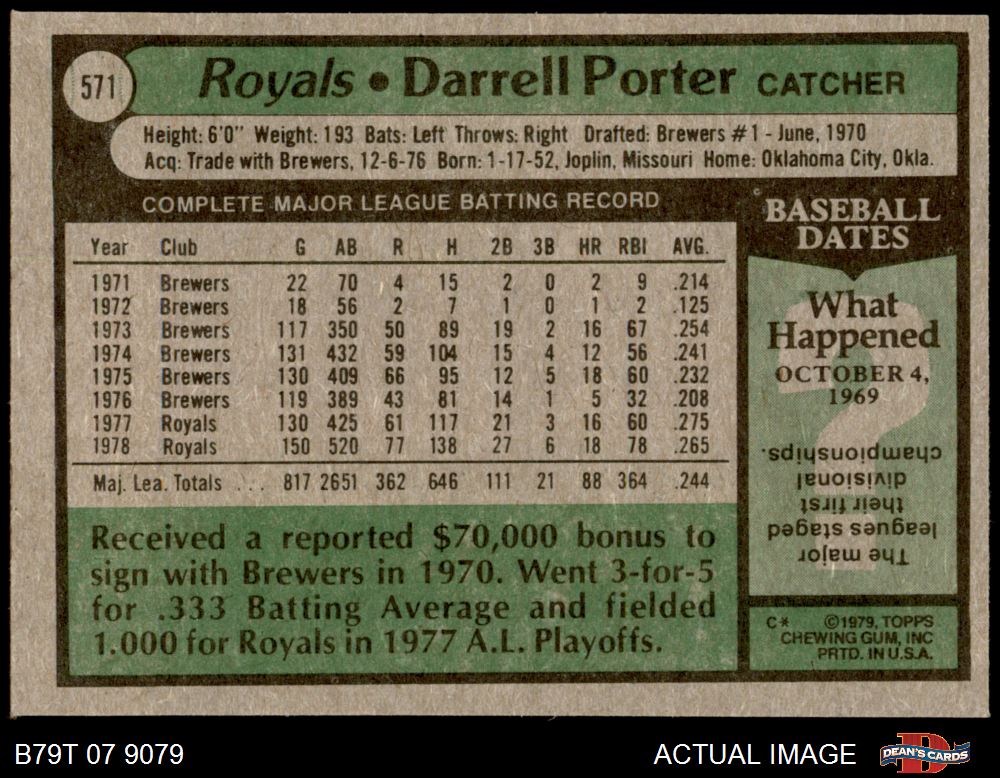 571
Royals • Darrell Porter CATCHER
Height: 6'0" Weight: 193 Bats: Left Throws: Right Drafted: Brewers #1 - June, 1970
Acq: Trade with Brewers, 12-6-76 Born: 1-17-52, Joplin, Missouri Home: Oklahoma City, Okla.
COMPLETE MAJOR LEAGUE BATTING RECORD
Year Club G AB R H 2B 3B HR RBI AVG.
1971 Brewers 22 70 4 15 2 0 2 9 .214
1972 Brewers 18 56 2 7 1 0 1 2 .125
1973 Brewers 117 350 50 89 19 2 16 67 .254
1974 Brewers 131 432 59 104 15 4 12 56 .241
1975 Brewers 130 409 66 95 12 5 18 60 .232
1976 Brewers 119 389 43 81 14 1 5 32 .208
1977 Royals 130 425 61 117 21 3 16 60 .275
1978 Royals 150 520 77 138 27 6 18 78 .265
Maj. Lea. Totals ... 817 2651 362 646 111 21 88 364 .244
Received a reported $70,000 bonus to
sign with Brewers in 1970. Went 3-for-5
for .333 Batting Average and fielded
1.000 for Royals in 1977 A.L. Playoffs.
BASEBALL
DATES
What
Happened
OCTOBER 4,
1969
?
The major
leagues staged
their first
divisional
championships.
C* ©1979, TOPPS
CHEWING GUM, INC
PRTD. IN U.S.A.
B79T 07 9079
ACTUAL IMAGE
D
DEAN'S CARDS